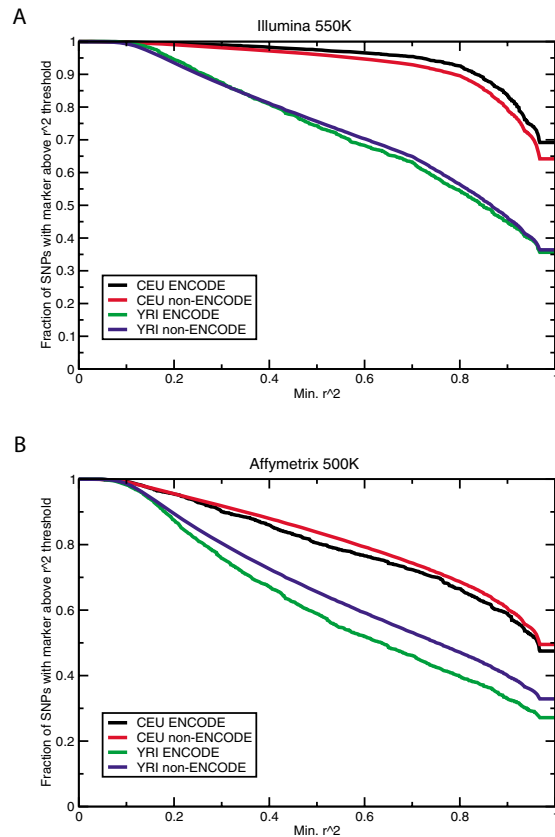 A
Illumina 550K
Fraction of SNPs with marker above r^2 threshold
1
0.9
0.8
0.7
0.6
0.5
0.4
0.3
0.2
0.1
0
CEU ENCODE
CEU non-ENCODE
YRI ENCODE
YRI non-ENCODE
0 0.2 0.4 0.6 0.8 1
Min. r^2
B
Affymetrix 500K
Fraction of SNPs with marker above r^2 threshold
1
0.8
0.6
0.4
0.2
0
CEU ENCODE
CEU non-ENCODE
YRI ENCODE
YRI non-ENCODE
0 0.2 0.4 0.6 0.8 1
Min. r^2